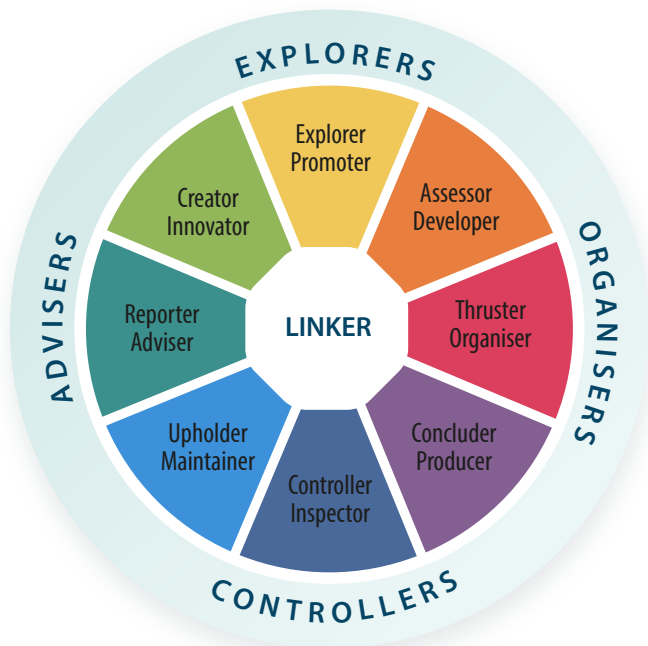 EXPLORERS
Explorer
Promoter
Creator
Innovator
Assessor
Developer
ADVISERS
ORGANISERS
Reporter
Adviser
LINKER
Thruster
Organiser
Upholder
Maintainer
Concluder
Producer
Controller
Inspector
CONTROLLERS